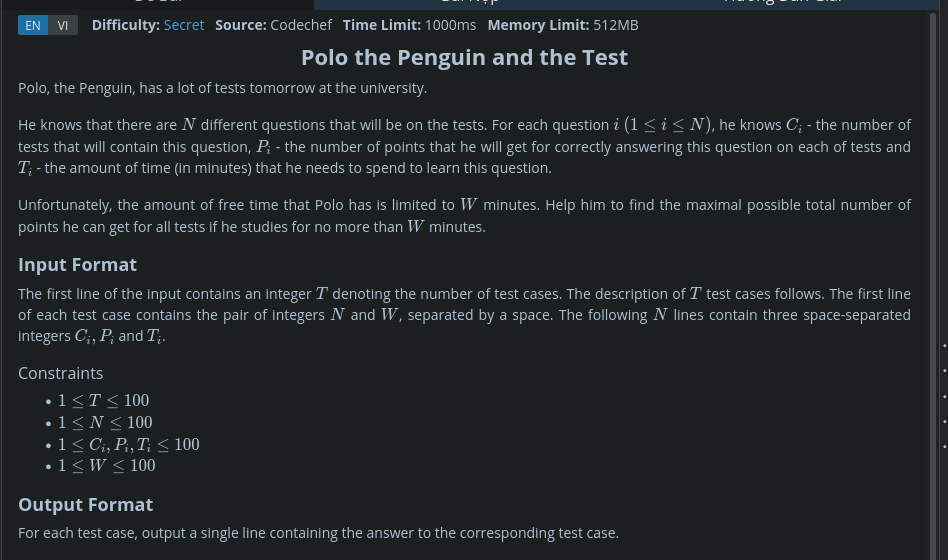 EN VI Difficulty: Secret Source: Codechef Time Limit: 1000ms Memory Limit: 512MB
Polo the Penguin and the Test
Polo, the Penguin, has a lot of tests tomorrow at the university.
He knows that there are N different questions that will be on the tests. For each question i (1 ≤ i ≤ N), he knows C_i - the number of
tests that will contain this question, P_i - the number of points that he will get for correctly answering this question on each of tests and
T_i - the amount of time (in minutes) that he needs to spend to learn this question.
Unfortunately, the amount of free time that Polo has is limited to W minutes. Help him to find the maximal possible total number of
points he can get for all tests if he studies for no more than W minutes.
Input Format
The first line of the input contains an integer T denoting the number of test cases. The description of T test cases follows. The first line
of each test case contains the pair of integers N and W, separated by a space. The following N lines contain three space-separated
integers C_i, P_i and T_i.
Constraints
• 1 ≤ T ≤ 100
• 1 ≤ N ≤ 100
• 1 ≤ C_i, P_i, T_i ≤ 100
• 1 ≤ W ≤ 100
Output Format
For each test case, output a single line containing the answer to the corresponding test case.